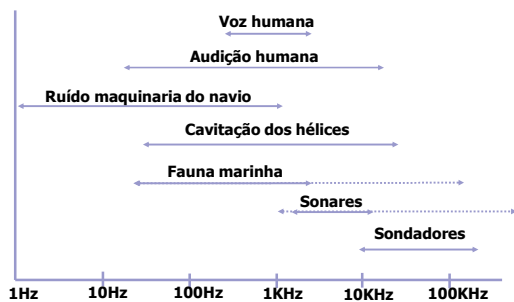 Voz humana
Audição humana
Ruído maquinaria do navio
Cavitação dos hélices
Fauna marinha
Sonares
Sondadores
1Hz 10Hz 100Hz 1KHz 10KHz 100KHz